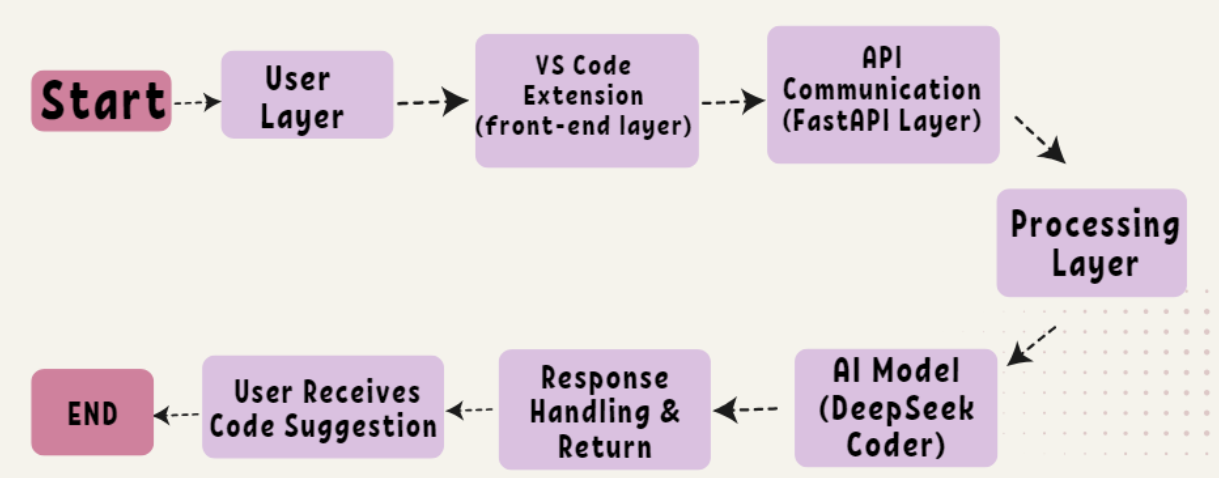 Start
User
Layer
VS Code
Extension
(front-end layer)
API
Communication
(FastAPI Layer)
Processing
Layer
AI Model
(DeepSeek
Coder)
Response
Handling &
Return
User Receives
Code Suggestion
END